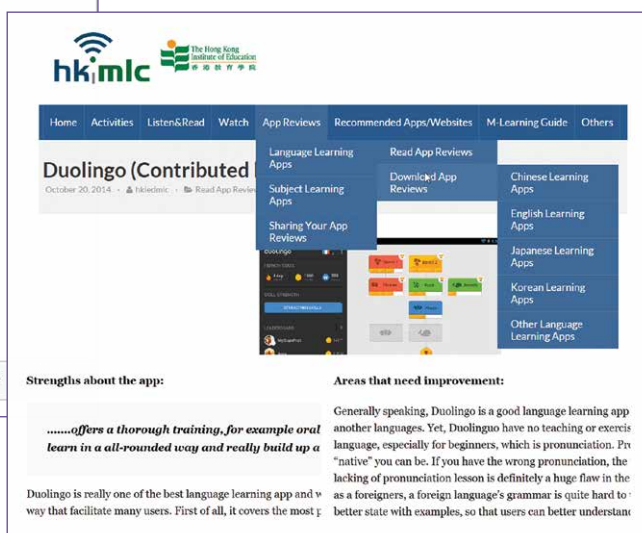 hkimlc
The Hong Kong
Institute of Education
香港教育學院
Home Activities Listen&Read Watch App Reviews Recommended Apps/Websites M-Learning Guide Others
Language Learning
Apps
Subject Learning
Apps
Sharing Your App
Reviews
Read App Reviews
Download App
Reviews
Chinese Learning
Apps
English Learning
Apps
Japanese Learning
Apps
Korean Learning
Apps
Other Language
Learning Apps
Duolingo (Contributed
October 20, 2014 - hkiedmlc - Read App Review
duolingo
Strengths about the app:
.......offers a thorough training, for example oral
learn in a all-rounded way and really build up a
Duolingo is really one of the best language learning app and
way that facilitate many users. First of all, it covers the most
Areas that need improvement:
Generally speaking, Duolingo is a good language learning app
another languages. Yet, Duolinguo have no teaching or exercis
language, especially for beginners, which is pronunciation. Pr
"native" you can be. If you have the wrong pronunciation, the
lacking of pronunciation lesson is definitely a huge flaw in the
as a foreigners, a foreign language's grammar is quite hard to
better state with examples, so that users can better understand